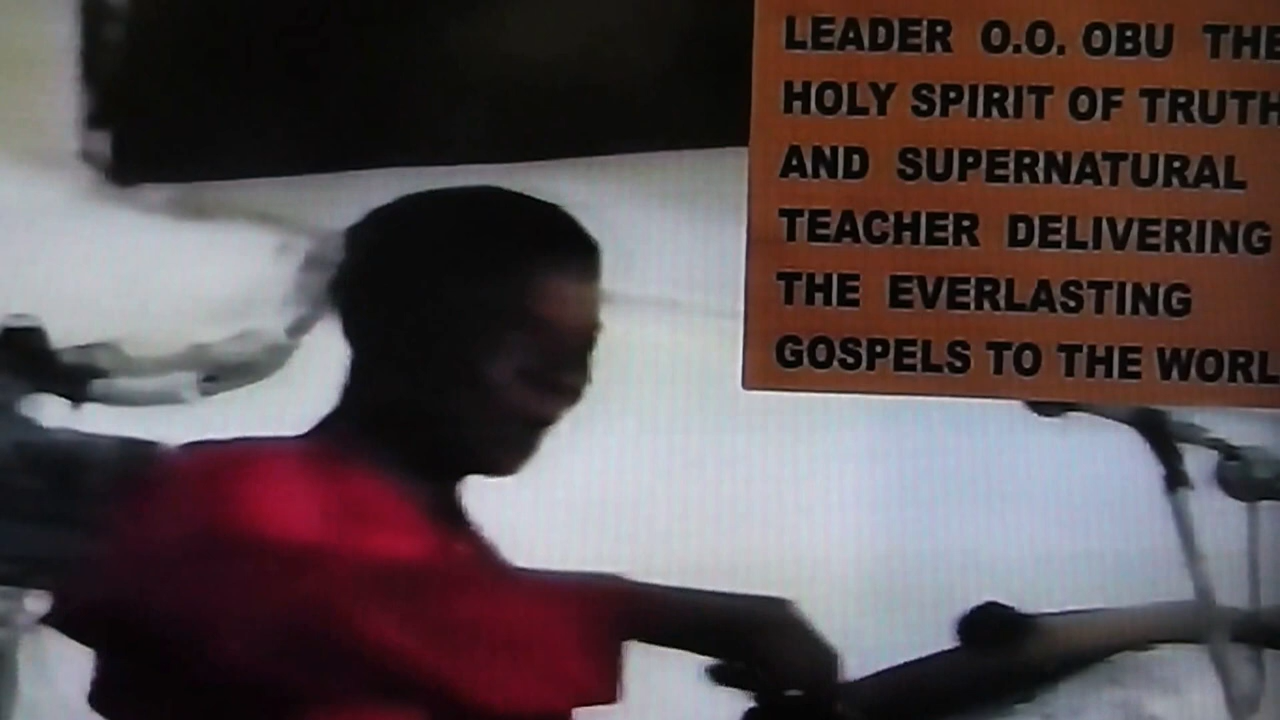 LEADER O.O. OBU THE
HOLY SPIRIT OF TRUTH
AND SUPERNATURAL
TEACHER DELIVERING
THE EVERLASTING
GOSPELS TO THE WORL